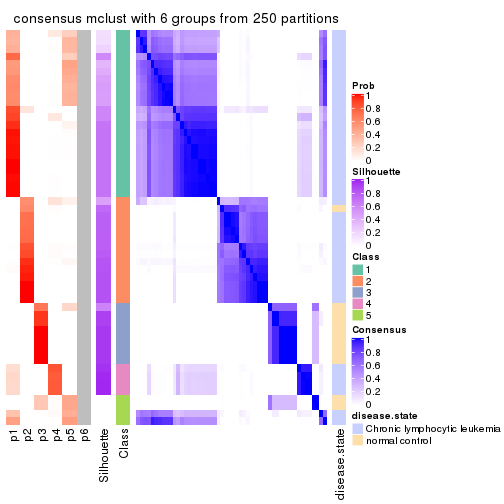 consensus mclust with 6 groups from 250 partitions
Prob
1
0.8
0.6
0.4
0.2
0
Silhouette
1
0.8
0.6
0.4
0.2
0
Class
1
2
3
4
5
Consensus
1
0.8
0.6
0.4
0.2
0
disease.state
Chronic lymphocytic leukemia
normal control
p1
p2
p3
p4
p5
p6
Silhouette
Class
disease.state